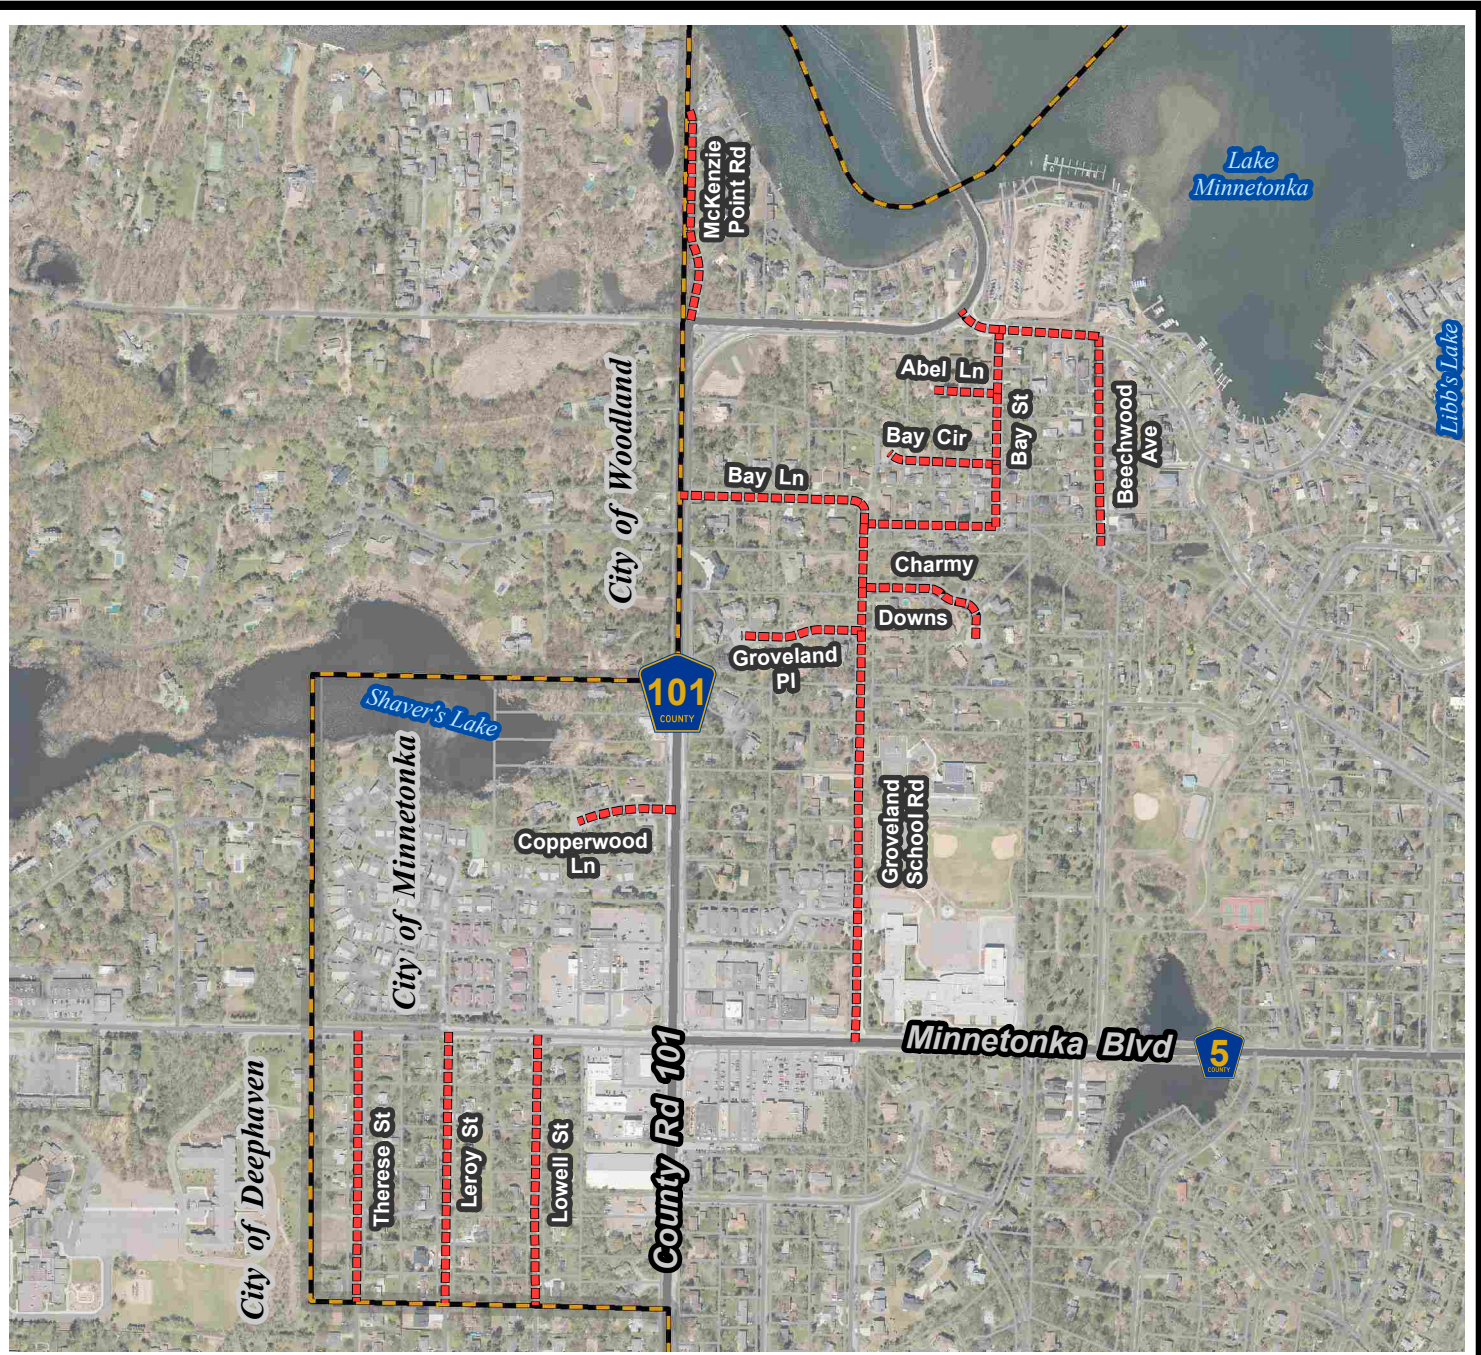 McKenzie
Point Rd
Lake
Minnetonka
Libb's Lake
City of Woodland
Abel Ln
Bay St
Beechwood
Ave
Bay Cir
Bay Ln
Charmy
Downs
Groveland
Pl
101
COUNTY
Shaver's Lake
City of Minnetonka
Copperwood
Ln
Groveland
School Rd
Minnetonka Blvd
5
COUNTY
County Rd 101
City of Deephaven
Therese St
Leroy St
Lowell St